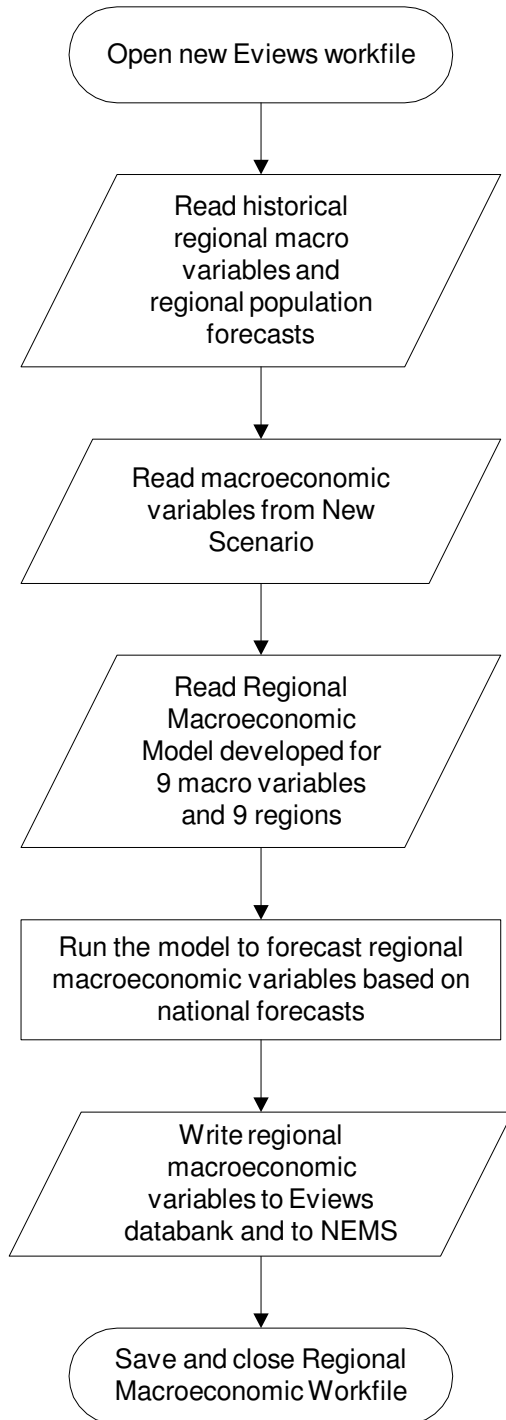 Open new Eviews workfile
Read historical
regional macro
variables and
regional population
forecasts
Read macroeconomic
variables from New
Scenario
Read Regional
Macroeconomic
Model developed for
9 macro variables
and 9 regions
Run the model to forecast regional
macroeconomic variables based on
national forecasts
Write regional
macroeconomic
variables to Eviews
databank and to NEMS
Save and close Regional
Macroeconomic Workfile